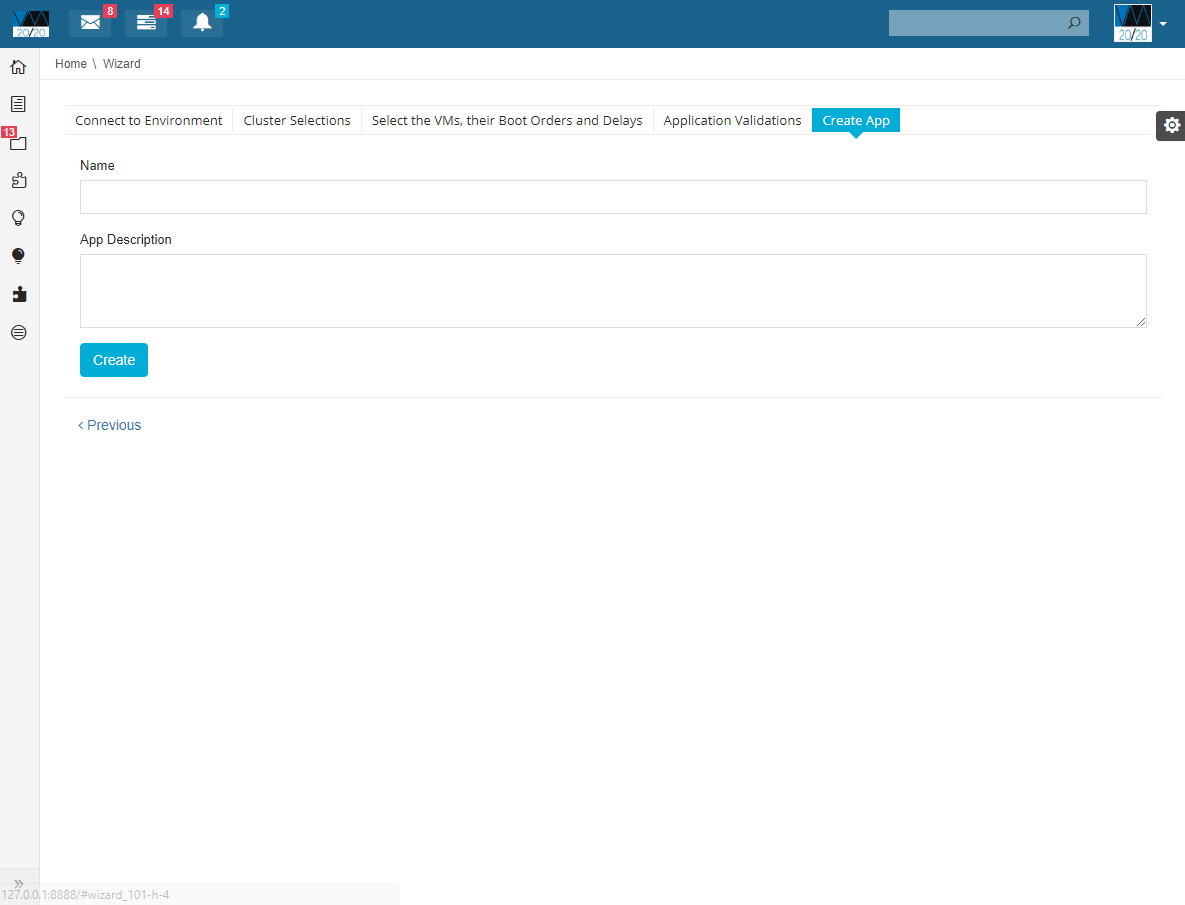 20/20
8
14
2
20/20
Home \ Wizard
13
Connect to Environment
Cluster Selections
Select the VMs, their Boot Orders and Delays
Application Validations
Create App
Name
App Description
Create
‹ Previous
127.0.0.1:8888/#wizard_101-h-4